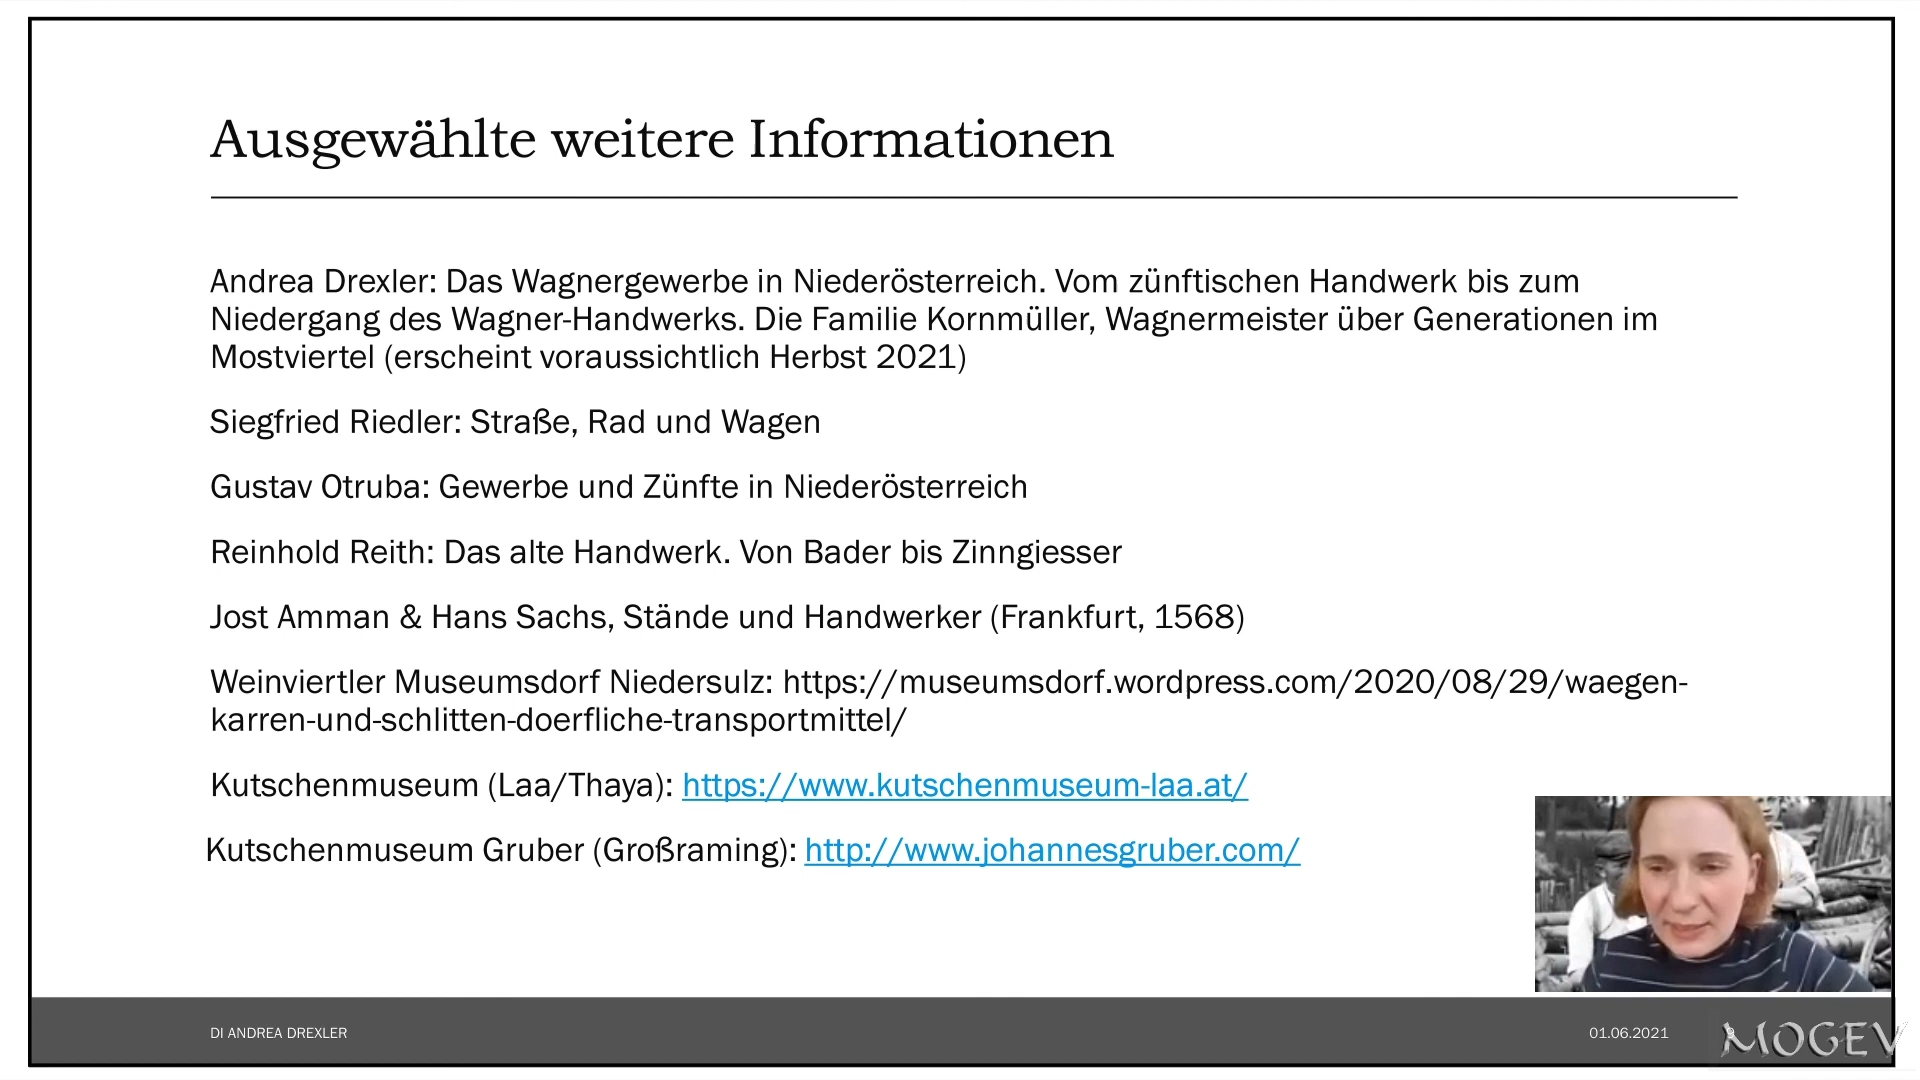 Ausgewählte weitere Informationen
Andrea Drexler: Das Wagnergewerbe in Niederösterreich. Vom zünftischen Handwerk bis zum
Niedergang des Wagner-Handwerks. Die Familie Kornmüller, Wagnermeister über Generationen im
Mostviertel (erscheint voraussichtlich Herbst 2021)
Siegfried Riedler: Straße, Rad und Wagen
Gustav Otruba: Gewerbe und Zünfte in Niederösterreich
Reinhold Reith: Das alte Handwerk. Von Bader bis Zinngiesser
Jost Amman & Hans Sachs, Stände und Handwerker (Frankfurt, 1568)
Weinviertler Museumsdorf Niedersulz: https://museumsdorf.wordpress.com/2020/08/29/waegen-
karren-und-schlitten-doerfliche-transportmittel/
Kutschenmuseum (Laa/Thaya): https://www.kutschenmuseum-laa.at/
Kutschenmuseum Gruber (Großraming): http://www.johannesgruber.com/
DI ANDREA DREXLER
01.06.2021
MOGEV